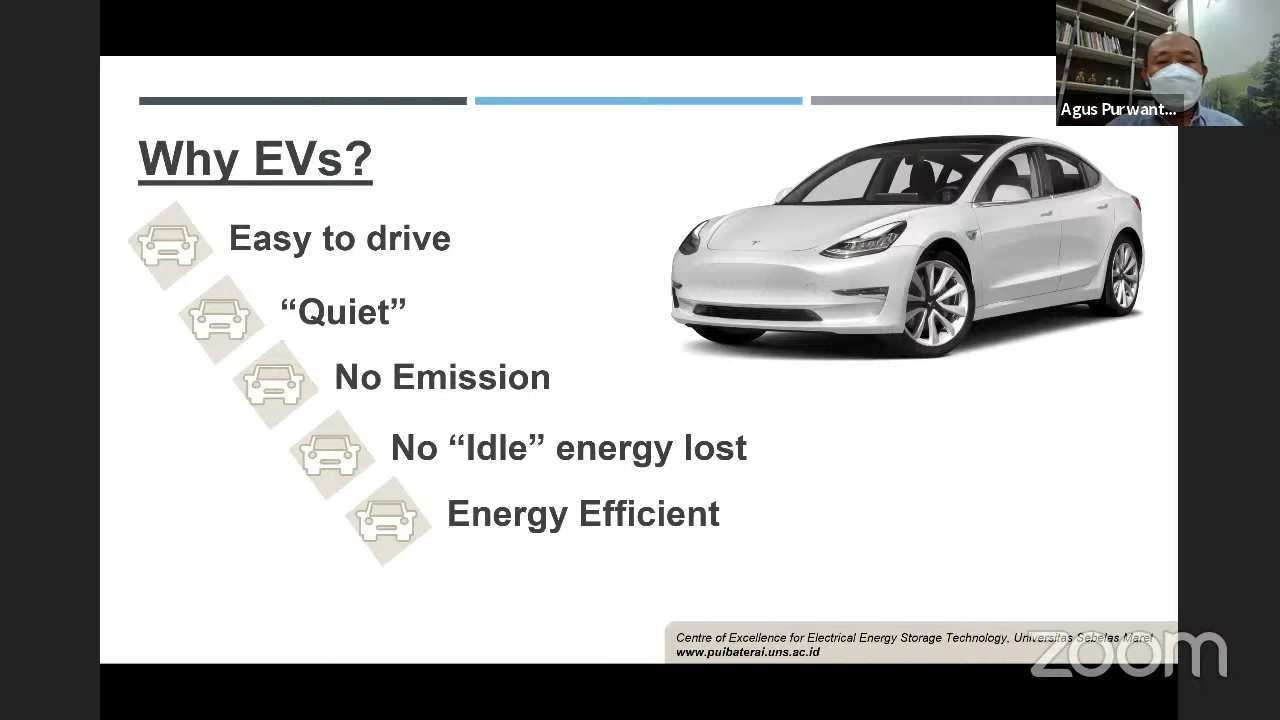 Agus Purwant...
Why EVs?
Easy to drive
“Quiet”
No Emission
No “Idle” energy lost
Energy Efficient
Centre of Excellence for Electrical Energy Storage Technology, Universitas Sebelas Maret
www.puibaterai.uns.ac.id
zoom